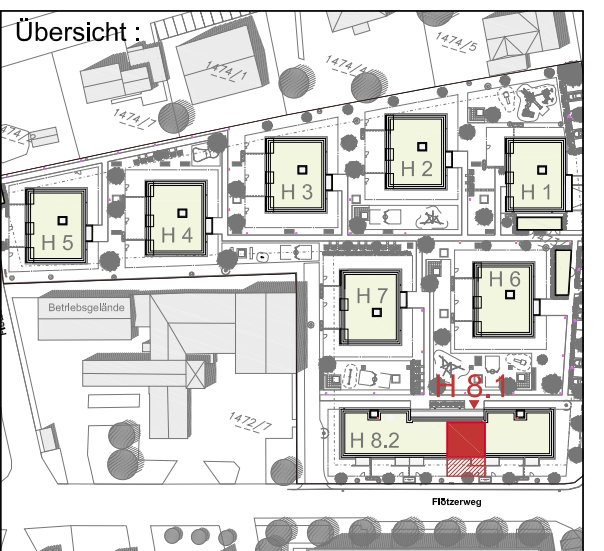 Übersicht :
1474/5
1474/1
1474/4
1474/7
H 2
H 3
H 1
H 4
H 5
H 6
H 7
Betriebsgelände
H 8.1
1472/7
H 8.2
Flötzerweg